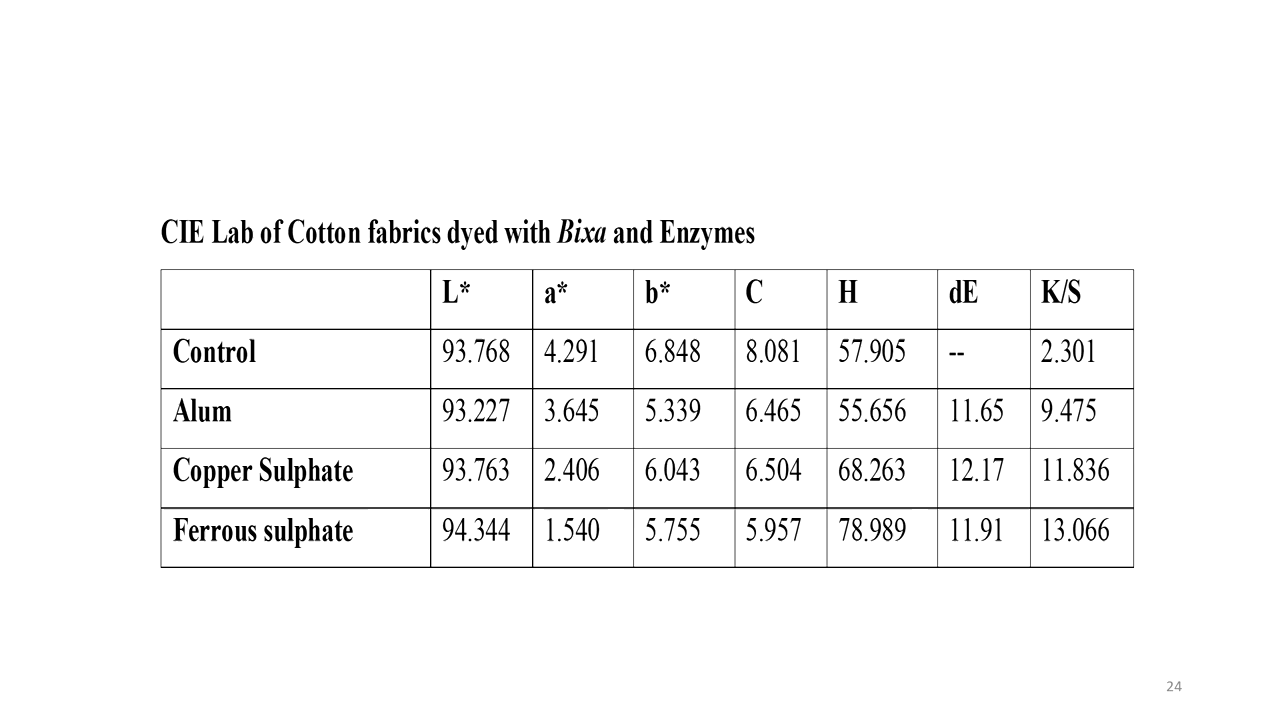 CIE Lab of Cotton fabrics dyed with Bixa and Enzymes
L* a* b* C H dE K/S
Control 93.768 4.291 6.848 8.081 57.905 -- 2.301
Alum 93.227 3.645 5.339 6.465 55.656 11.65 9.475
Copper Sulphate 93.763 2.406 6.043 6.504 68.263 12.17 11.836
Ferrous sulphate 94.344 1.540 5.755 5.957 78.989 11.91 13.066
24